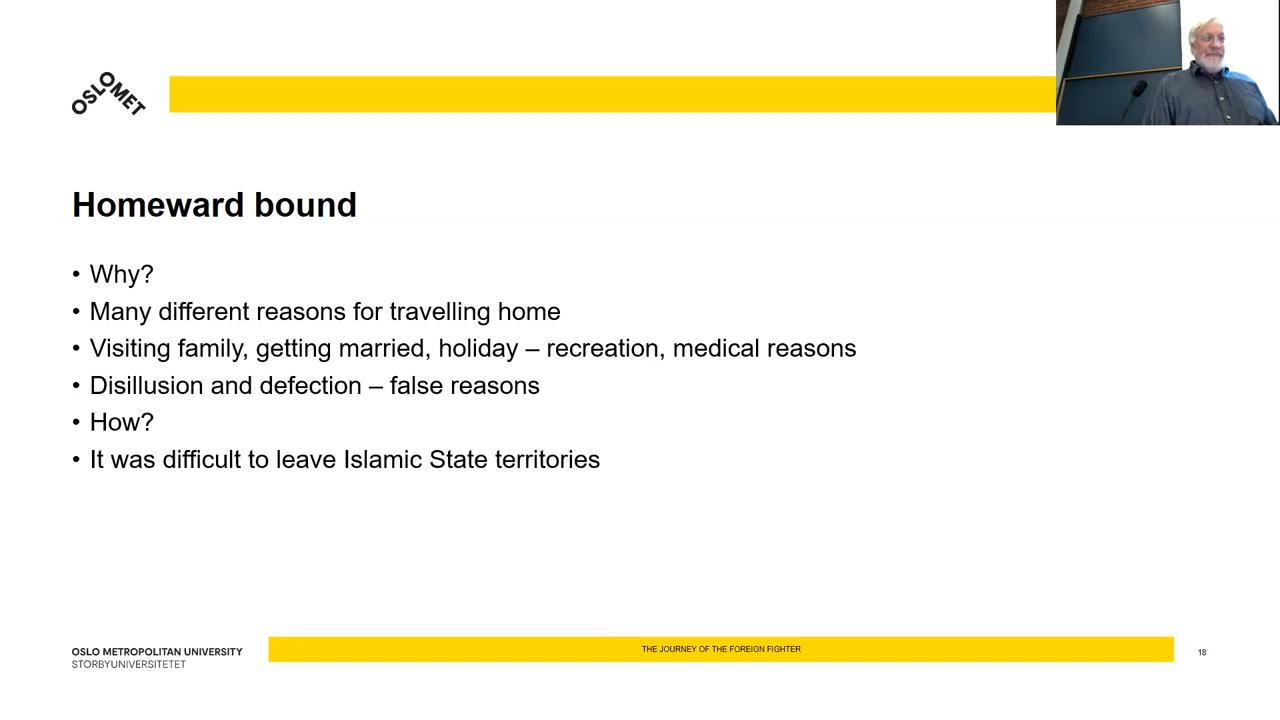 OSLOMET
Homeward bound
• Why?
• Many different reasons for travelling home
• Visiting family, getting married, holiday – recreation, medical reasons
• Disillusion and defection – false reasons
• How?
• It was difficult to leave Islamic State territories
OSLO METROPOLITAN UNIVERSITY
STORBYUNIVERSITETET
THE JOURNEY OF THE FOREIGN FIGHTER
18